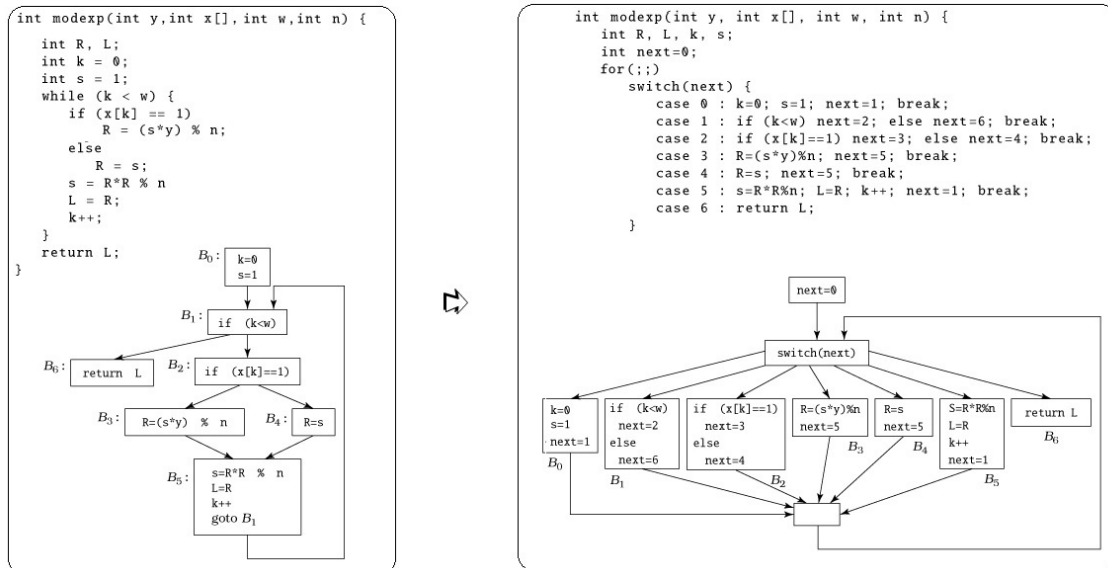 int modexp(int y,int x[],int w,int n) {
int R, L;
int k = 0;
int s = 1;
while (k < w) {
if (x[k] == 1)
R = (s*y) % n;
else
R = s;
s = R*R % n
L = R;
k++;
}
return L;
}
B0:
k=0
s=1
B1:
if (k<w)
B6:
return L
B2:
if (x[k]==1)
B3:
R=(s*y) % n
B4:
R=s
B5:
s=R*R % n
L=R
k++
goto B1
int modexp(int y, int x[], int w, int n) {
int R, L, k, s;
int next=0;
for(;;)
switch(next) {
case 0 : k=0; s=1; next=1; break;
case 1 : if (k<w) next=2; else next=6; break;
case 2 : if (x[k]==1) next=3; else next=4; break;
case 3 : R=(s*y)%n; next=5; break;
case 4 : R=s; next=5; break;
case 5 : s=R*R%n; L=R; k++; next=1; break;
case 6 : return L;
}
next=0
switch(next)
k=0
s=1
next=1
B0
if (k<w)
next=2
else
next=6
B1
if (x[k]==1)
next=3
else
next=4
B2
R=(s*y)%n
next=5
B3
R=s
next=5
B4
S=R*R%n
L=R
k++
next=1
B5
return L
B6